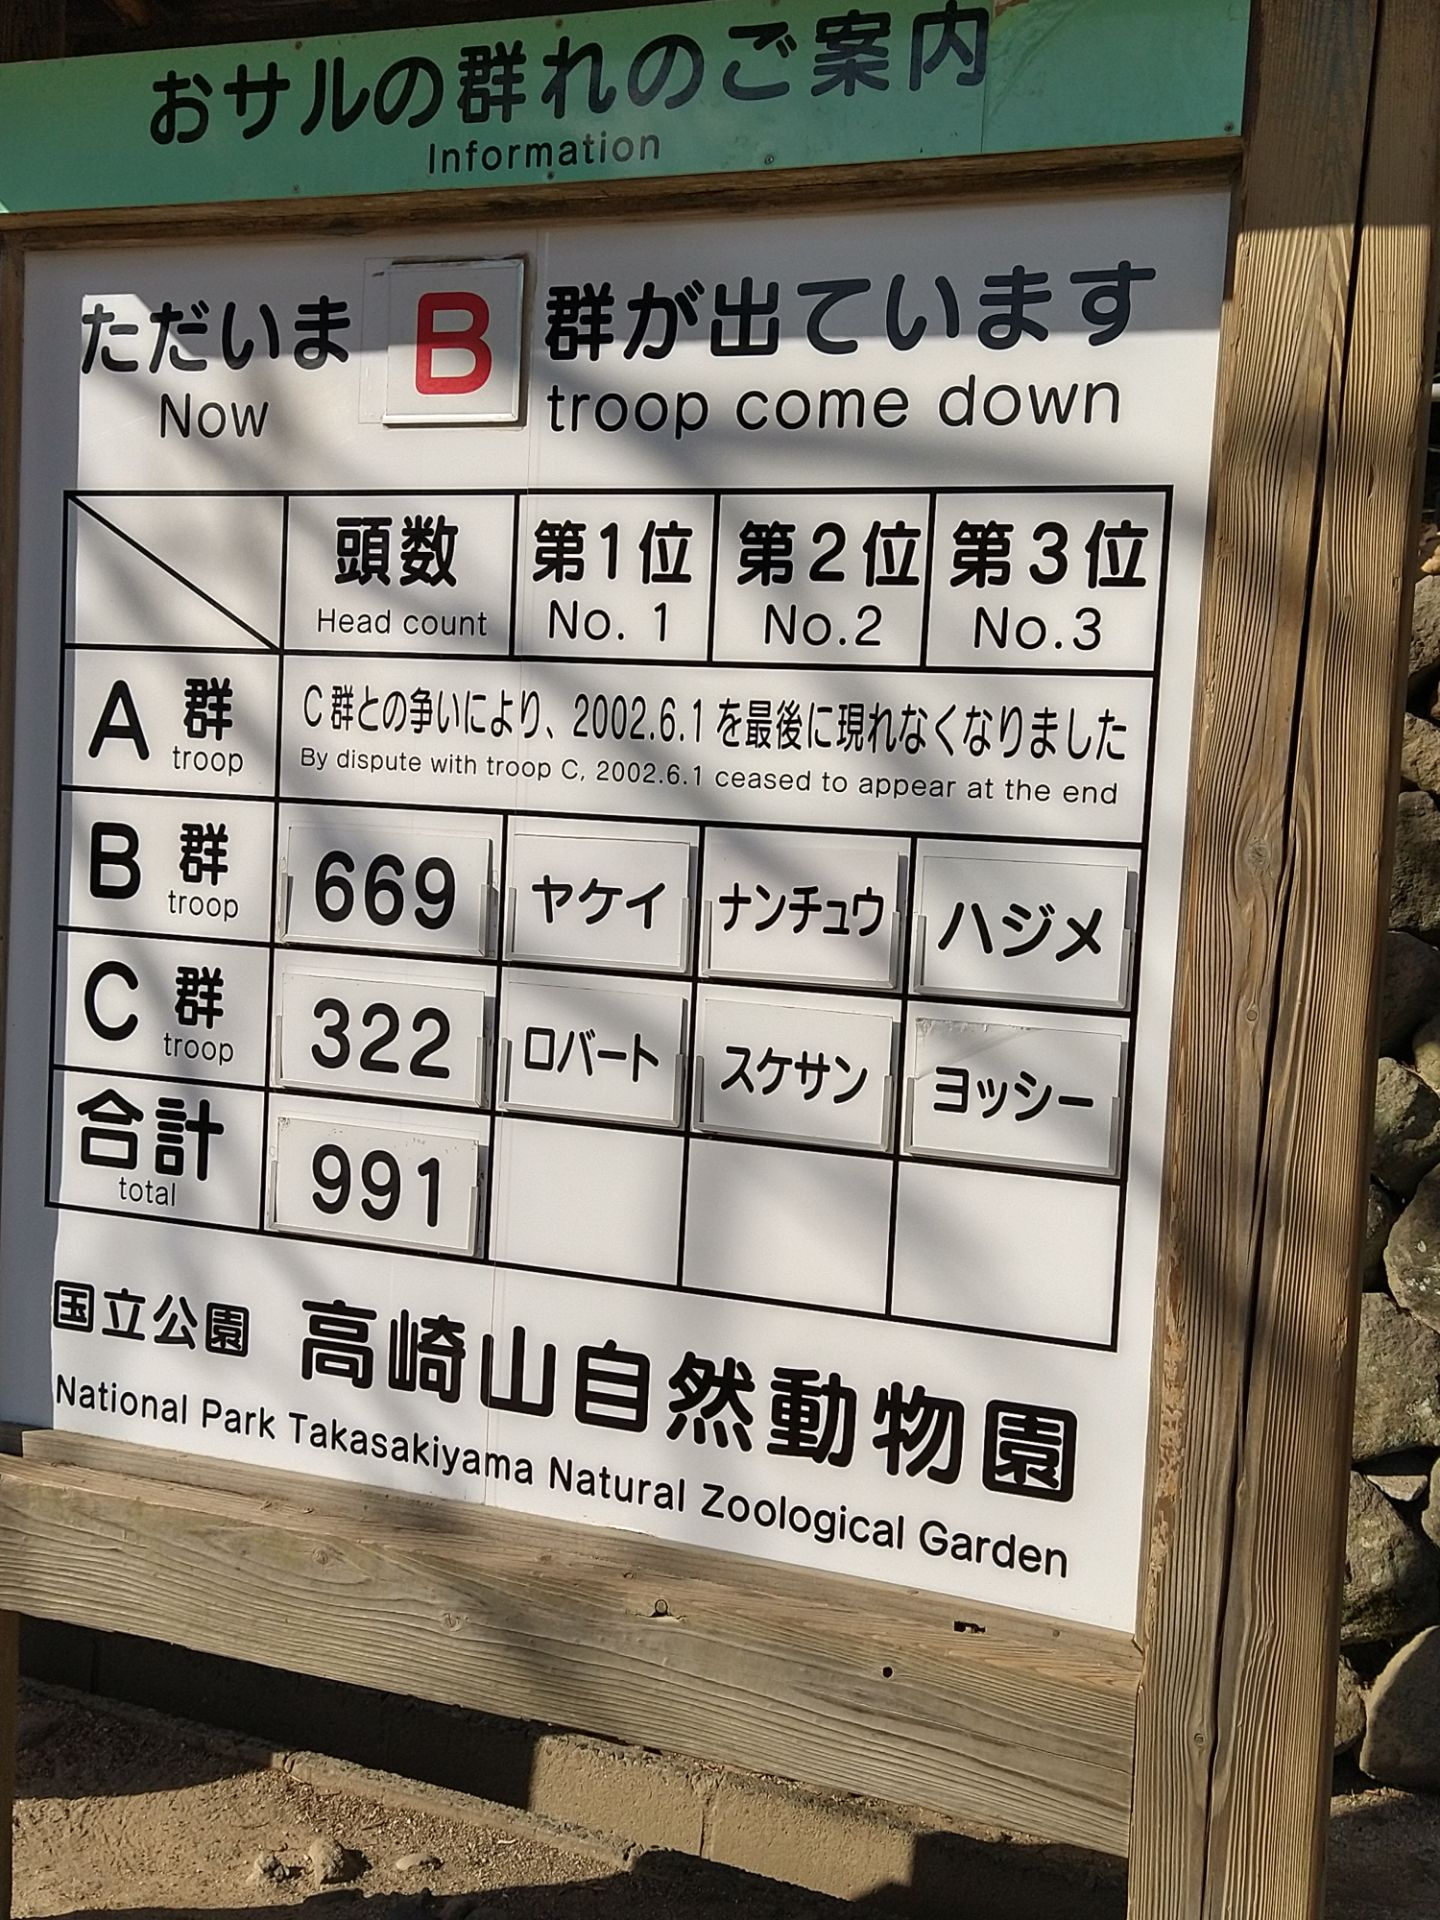 おサルの群れのご案内
Information
ただいま B 群が出ています
Now troop come down
頭数 第1位 第2位 第3位
Head count No. 1 No.2 No.3
A 群 C群との争いにより、2002.6.1を最後に現れなくなりました
troop By dispute with troop C, 2002.6.1 ceased to appear at the end
B 群 669 ヤケイ ナンチュウ ハジメ
troop
C 群 322 ロバート スケサン ヨッシー
troop
合計 991
total
国立公園 高崎山自然動物園
National Park Takasakiyama Natural Zoological Garden